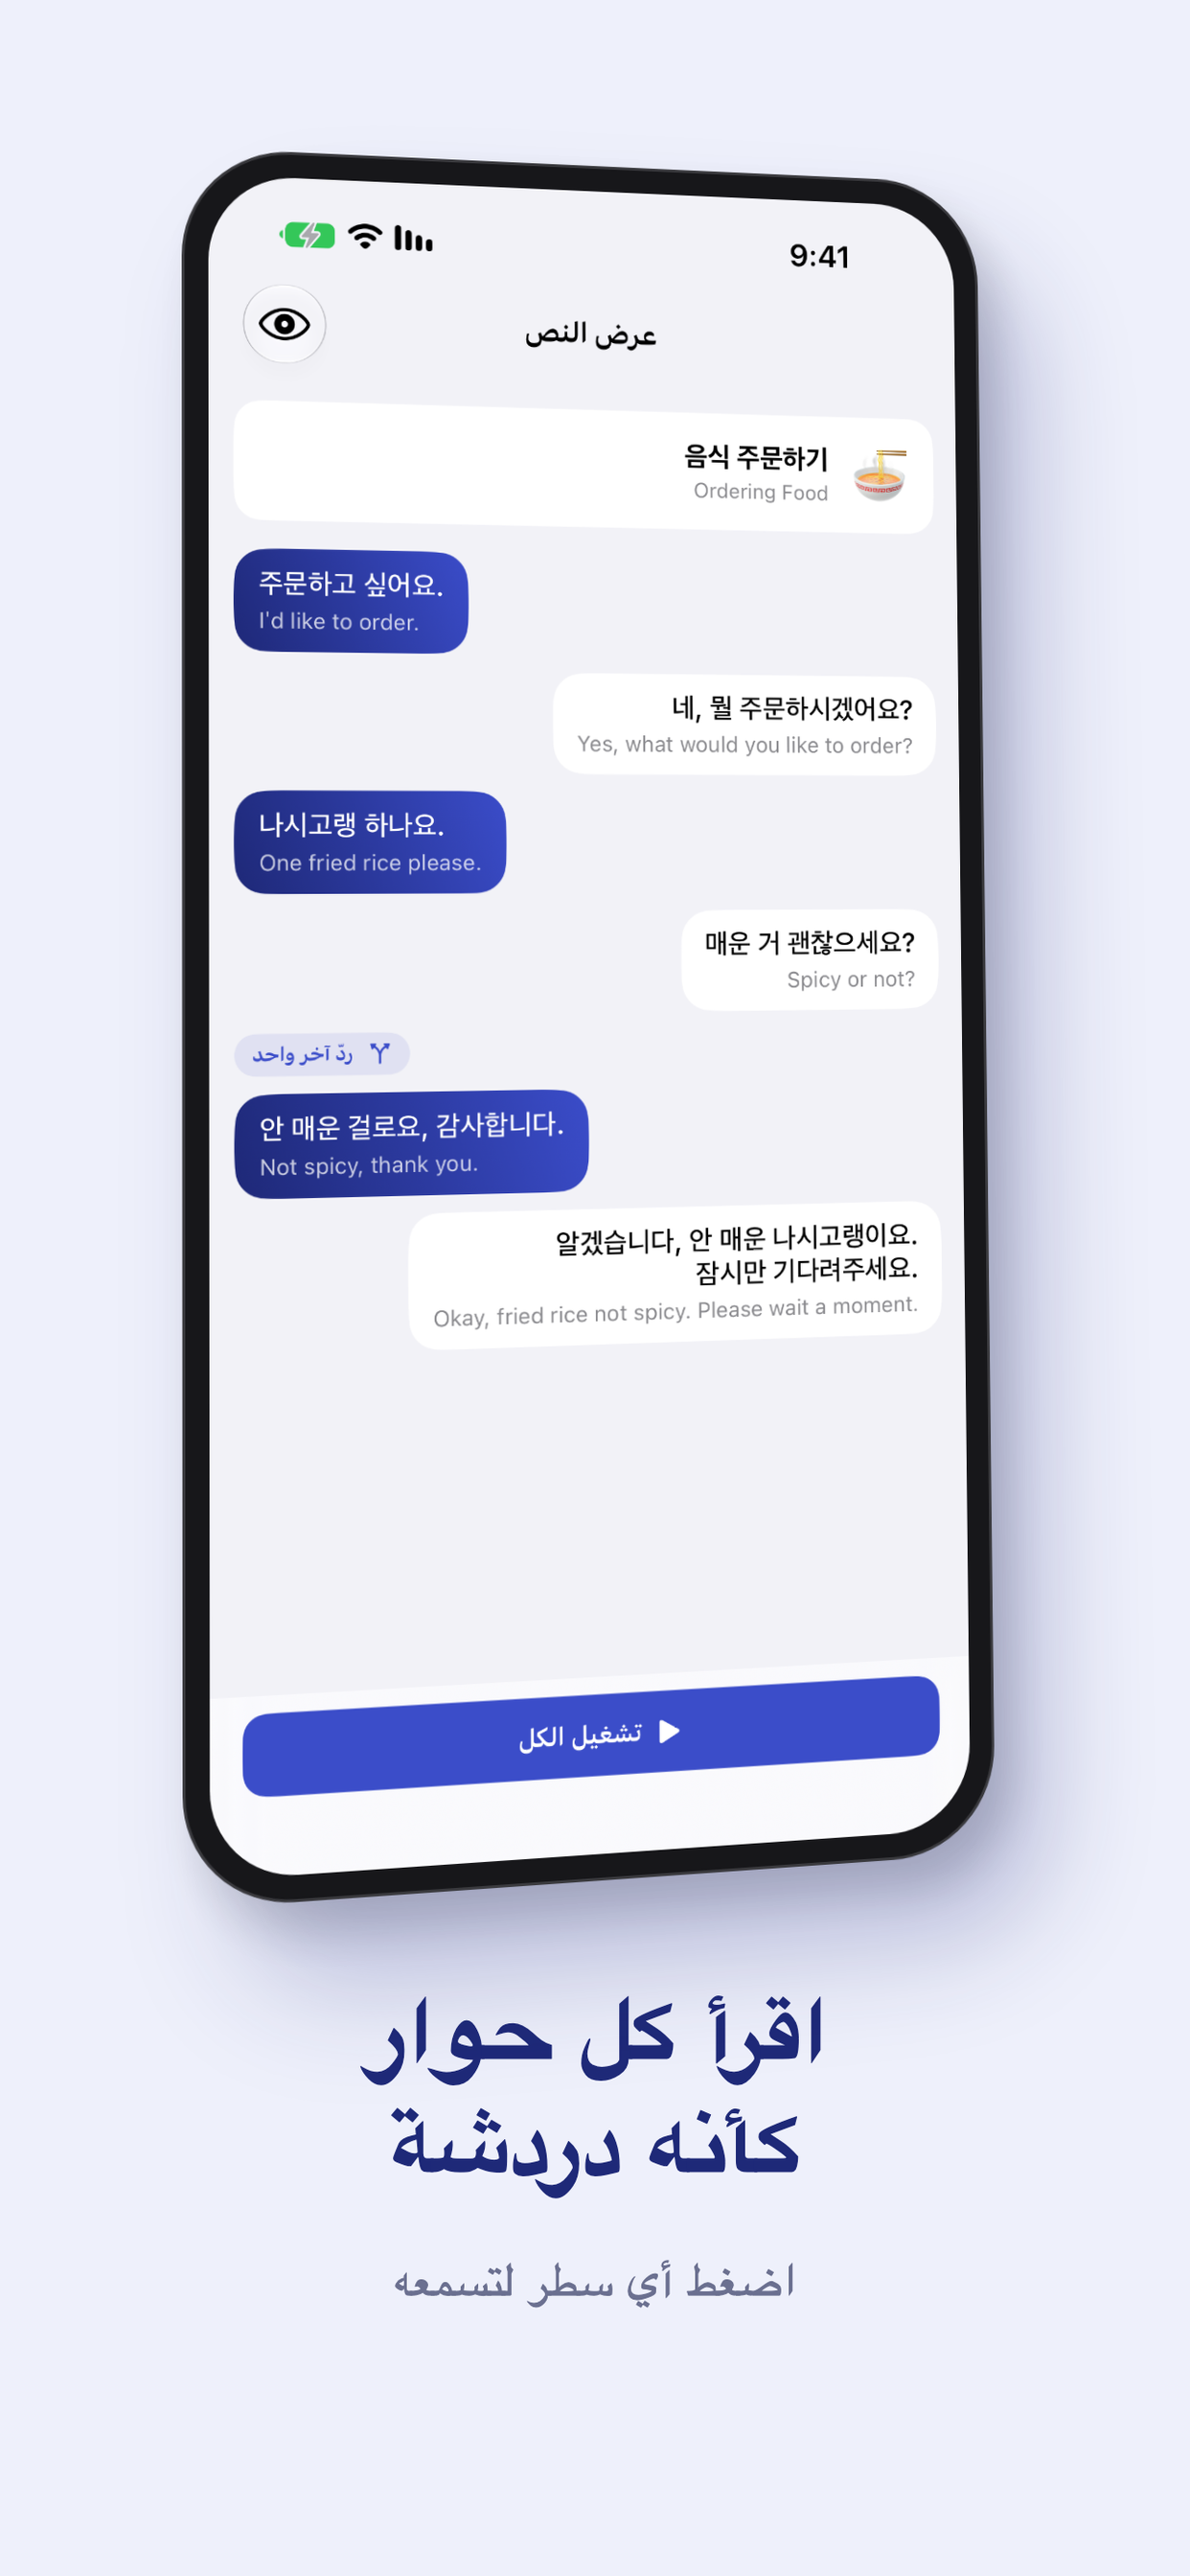 9:41
عرض النص
음식 주문하기
Ordering Food
주문하고 싶어요.
I'd like to order.
네, 뭘 주문하시겠어요?
Yes, what would you like to order?
나시고랭 하나요.
One fried rice please.
매운 거 괜찮으세요?
Spicy or not?
ردّ آخر واحد
안 매운 걸로요, 감사합니다.
Not spicy, thank you.
알겠습니다, 안 매운 나시고랭이요.
잠시만 기다려주세요.
Okay, fried rice not spicy. Please wait a moment.
تشغيل الكل
اقرأ كل حوار
كأنه دردشة
اضغط أي سطر لتسمعه